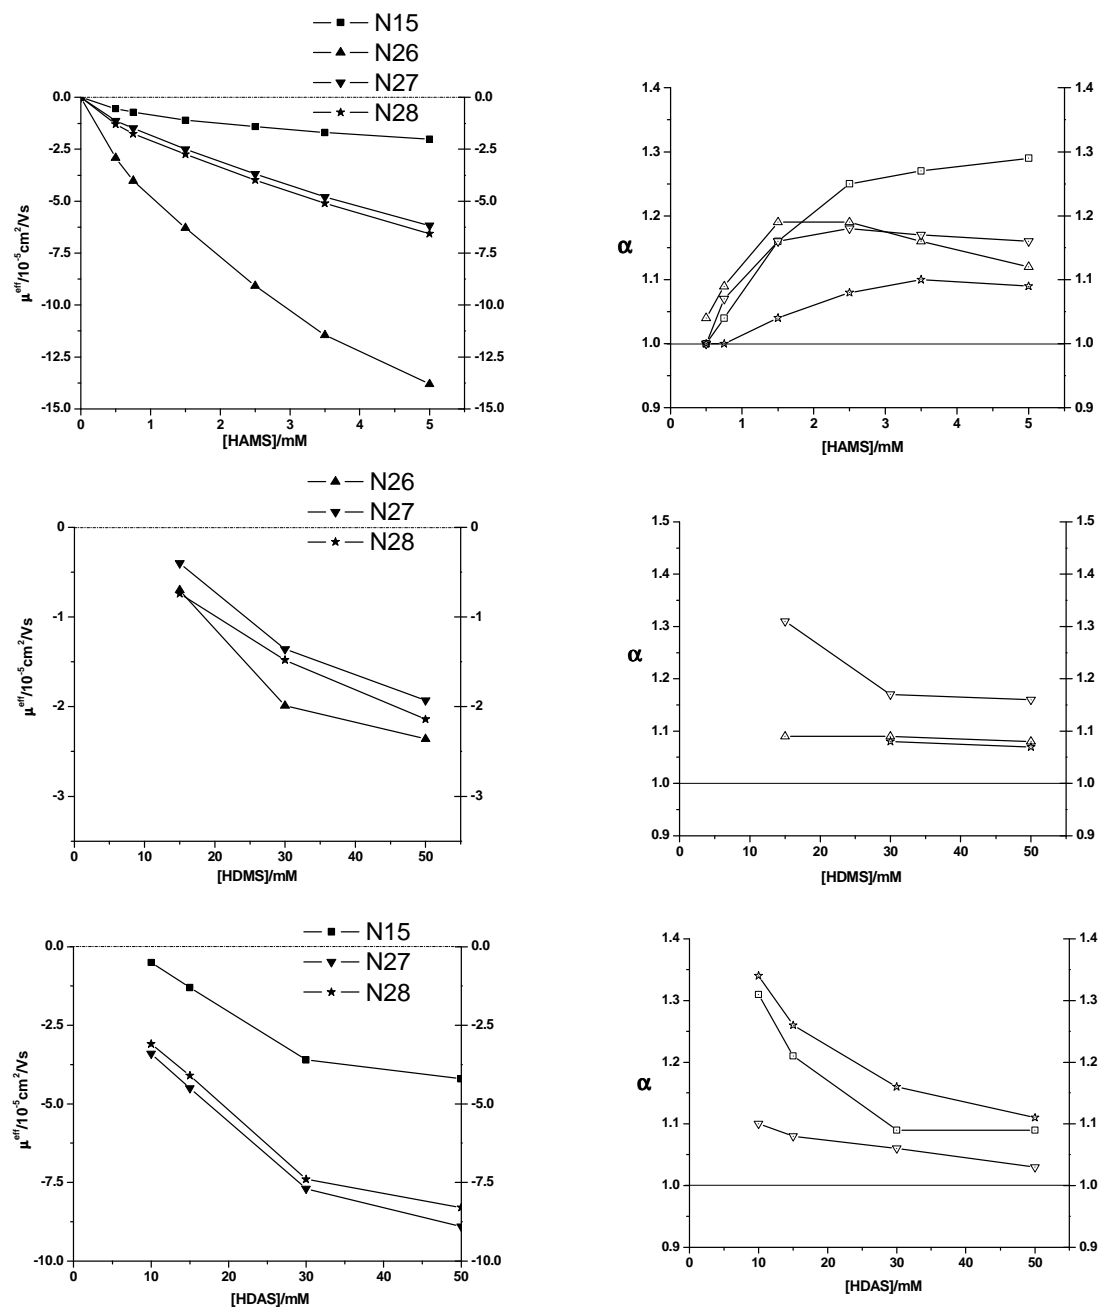 N15
N26
N27
N28
0.0
-2.5
-5.0
-7.5
-10.0
-12.5
-15.0
μeff/10-5cm2/Vs
0.0
-2.5
-5.0
-7.5
-10.0
-12.5
-15.0
0 1 2 3 4 5
[HAMS]/mM
1.4
1.3
1.2
1.1
1.0
0.9
α
1.4
1.3
1.2
1.1
1.0
0.9
0 1 2 3 4 5
[HAMS]/mM
N26
N27
N28
0
-1
-2
-3
μeff/10-5cm2/Vs
0
-1
-2
-3
0 10 20 30 40 50
[HDMS]/mM
1.5
1.4
1.3
1.2
1.1
1.0
0.9
α
1.5
1.4
1.3
1.2
1.1
1.0
0.9
0 10 20 30 40 50
[HDMS]/mM
N15
N27
N28
0.0
-2.5
-5.0
-7.5
-10.0
μeff/10-5cm2/Vs
0.0
-2.5
-5.0
-7.5
-10.0
0 10 20 30 40 50
[HDAS]/mM
1.4
1.3
1.2
1.1
1.0
0.9
α
1.4
1.3
1.2
1.1
1.0
0.9
0 10 20 30 40 50
[HDAS]/mM